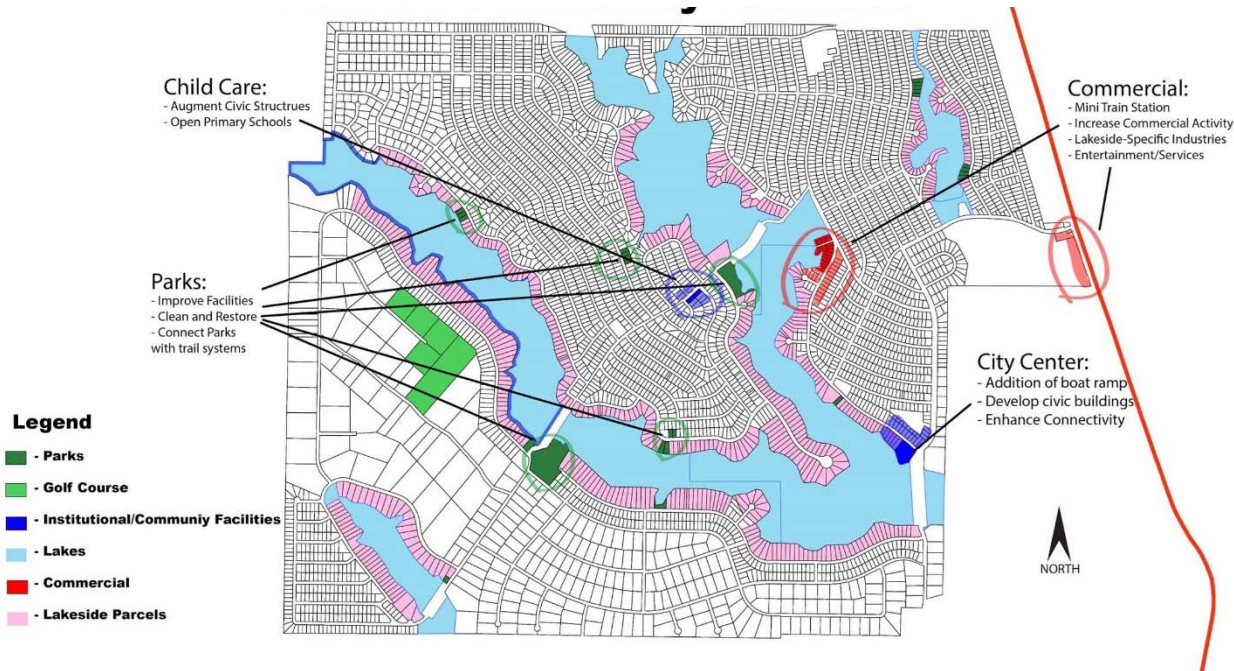 Child Care:
- Augment Civic Structrues
- Open Primary Schools
Commercial:
- Mini Train Station
- Increase Commercial Activity
- Lakeside-Specific Industries
- Entertainment/Services
Parks:
- Improve Facilities
- Clean and Restore
- Connect Parks
with trail systems
City Center:
- Addition of boat ramp
- Develop civic buildings
- Enhance Connectivity
Legend
- Parks
- Golf Course
- Institutional/Communiy Facilities
- Lakes
- Commercial
- Lakeside Parcels
NORTH